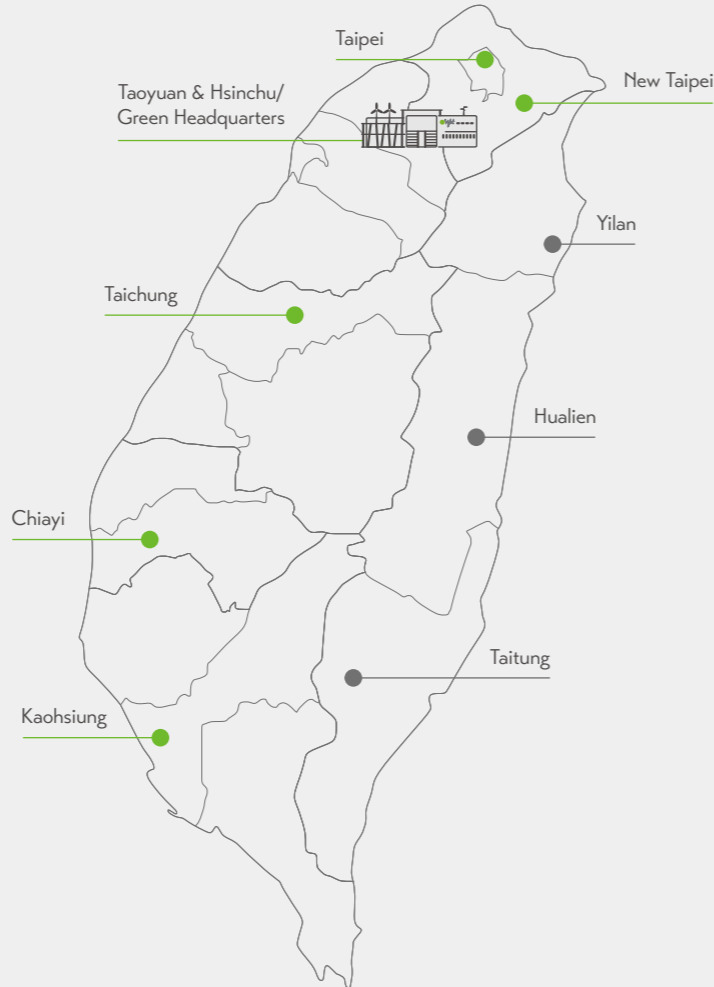 Taipei
New Taipei
Taoyuan & Hsinchu/
Green Headquarters
Yilan
Taichung
Hualien
Chiayi
Taitung
Kaohsiung